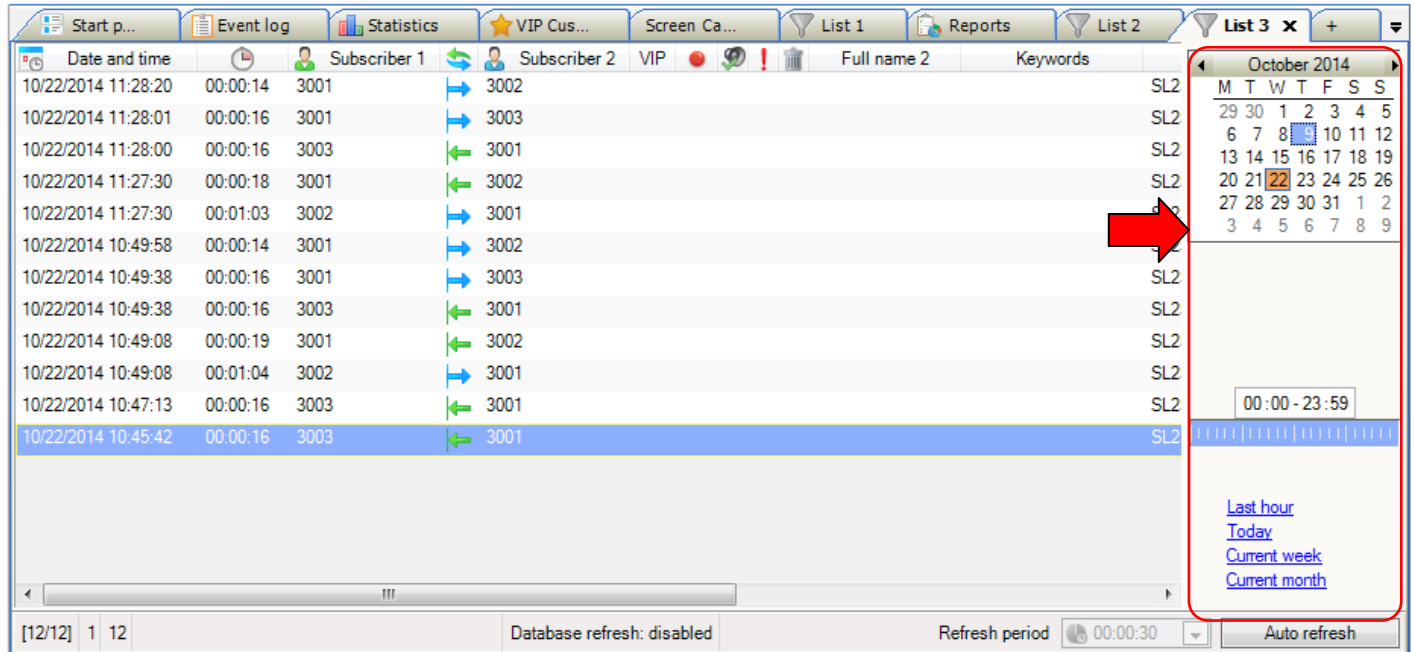 Start p... Event log Statistics VIP Cus... Screen Ca... List 1 Reports List 2 List 3 x +
Date and time Subscriber 1 Subscriber 2 VIP Full name 2 Keywords
10/22/2014 11:28:20 00:00:14 3001 3002 SL2
10/22/2014 11:28:01 00:00:16 3001 3003 SL2
10/22/2014 11:28:00 00:00:16 3003 3001 SL2
10/22/2014 11:27:30 00:00:18 3001 3002 SL2
10/22/2014 11:27:30 00:01:03 3002 3001
10/22/2014 10:49:58 00:00:14 3001 3002
10/22/2014 10:49:38 00:00:16 3001 3003 SL2
10/22/2014 10:49:38 00:00:16 3003 3001 SL2
10/22/2014 10:49:08 00:00:19 3001 3002 SL2
10/22/2014 10:49:08 00:01:04 3002 3001 SL2
10/22/2014 10:47:13 00:00:16 3003 3001 SL2
10/22/2014 10:45:42 00:00:16 3003 3001 SL2
October 2014
M T W T F S S
29 30 1 2 3 4 5
6 7 8 9 10 11 12
13 14 15 16 17 18 19
20 21 22 23 24 25 26
27 28 29 30 31 1 2
3 4 5 6 7 8 9
00:00 - 23:59
Last hour
Today
Current week
Current month
[12/12] 1 12 Database refresh: disabled Refresh period 00:00:30 Auto refresh